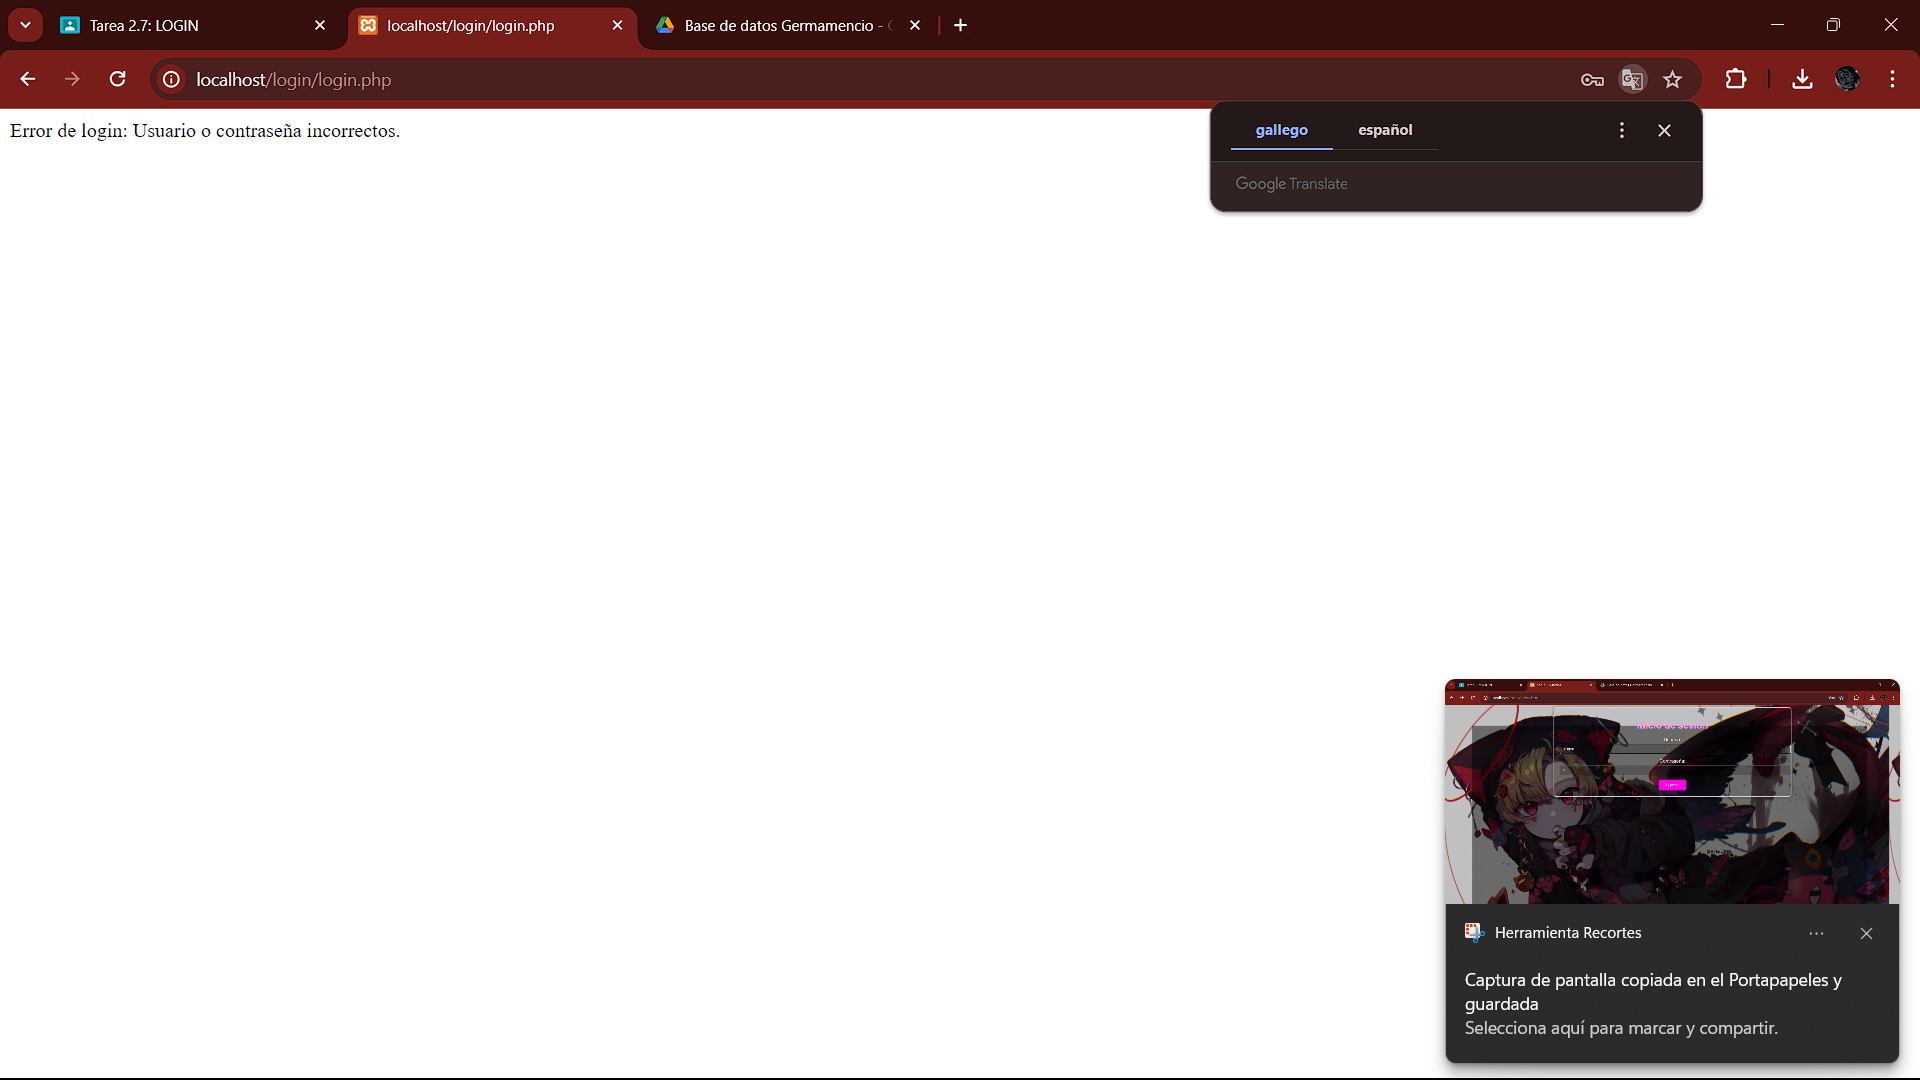 Tarea 2.7: LOGIN
localhost/login/login.php
Base de datos Germamencio -
localhost/login/login.php
Error de login: Usuario o contraseña incorrectos.
gallego
español
Google Translate
Inicio de sesión
Contraseña:
Herramienta Recortes
Captura de pantalla copiada en el Portapapeles y
guardada
Selecciona aquí para marcar y compartir.